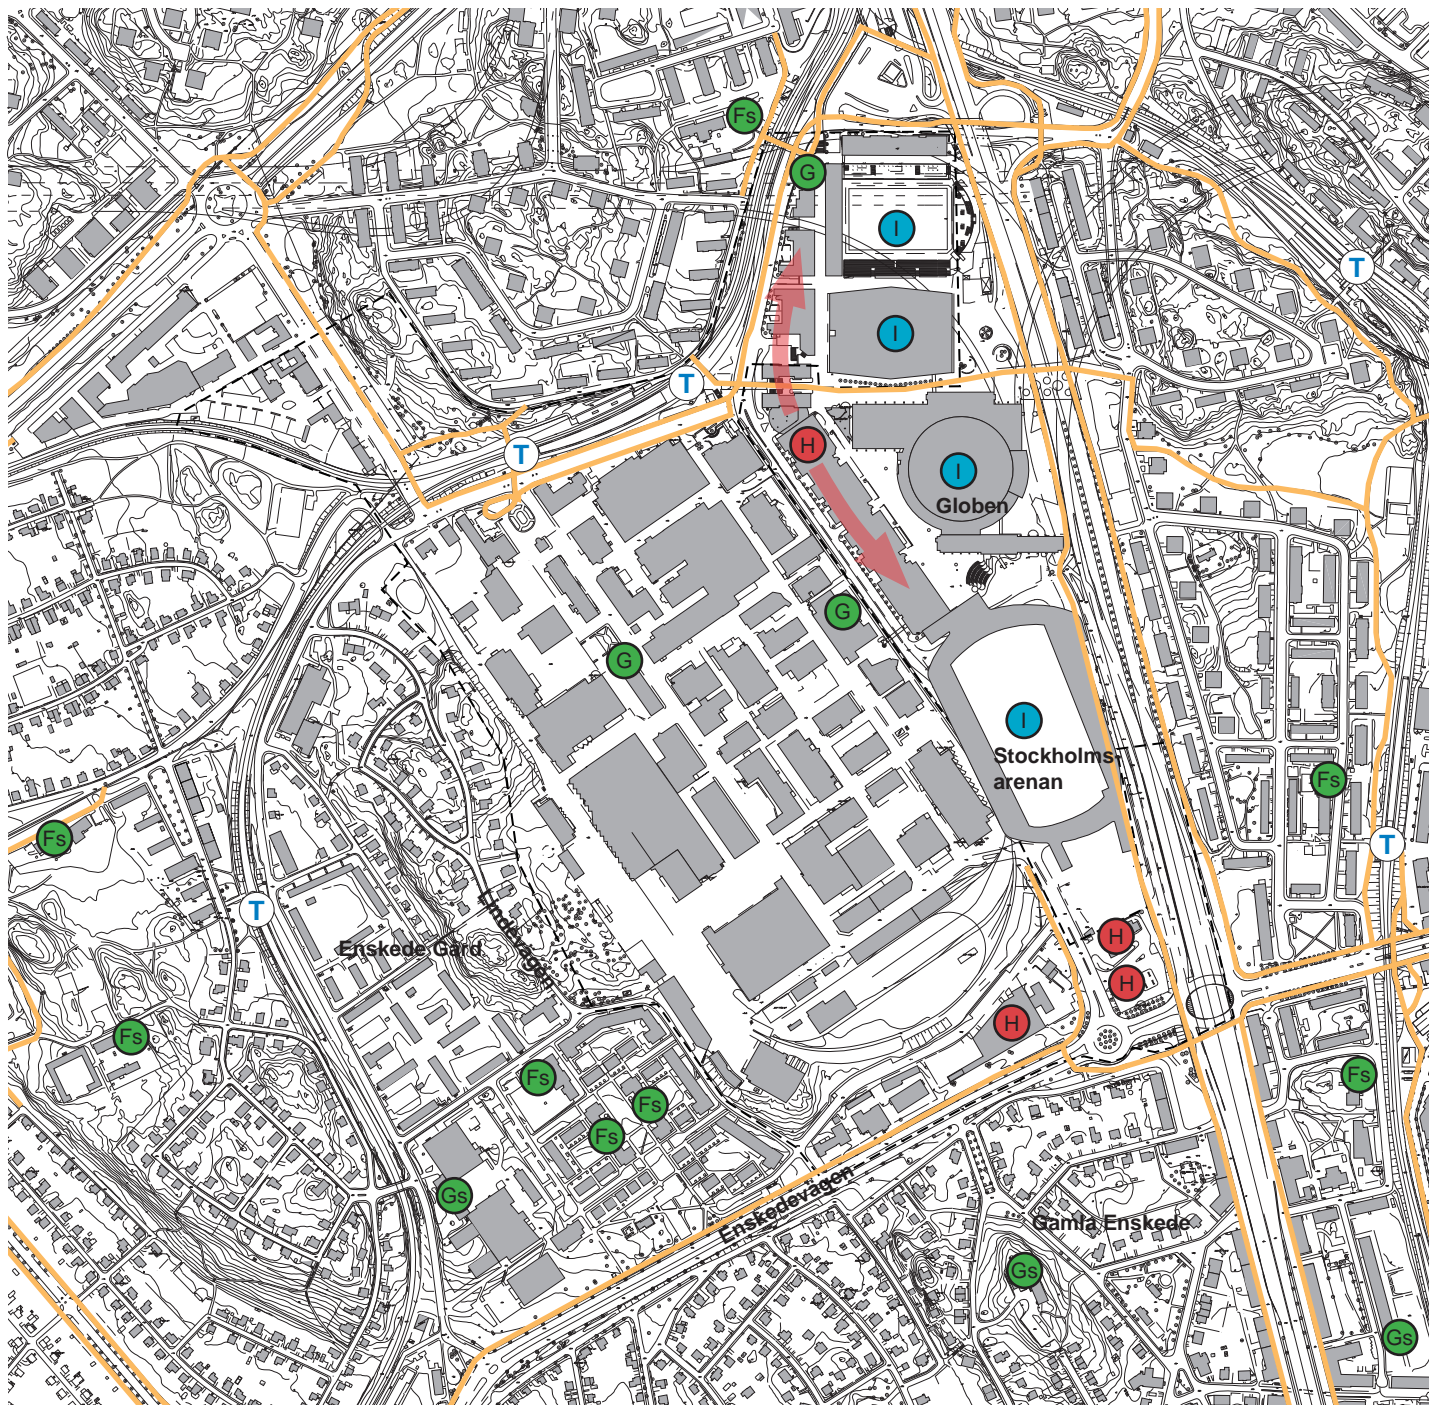 Fs
G
I
T
I
T
H
T
I
Globen
G
G
I
Stockholms-
arenan
Fs
Fs
T
T
Lindevägen
Enskede Gård
H
H
H
Fs
Fs
Fs
Fs
Fs
Gs
Enskedevägen
Gamla Enskede
Gs
Gs